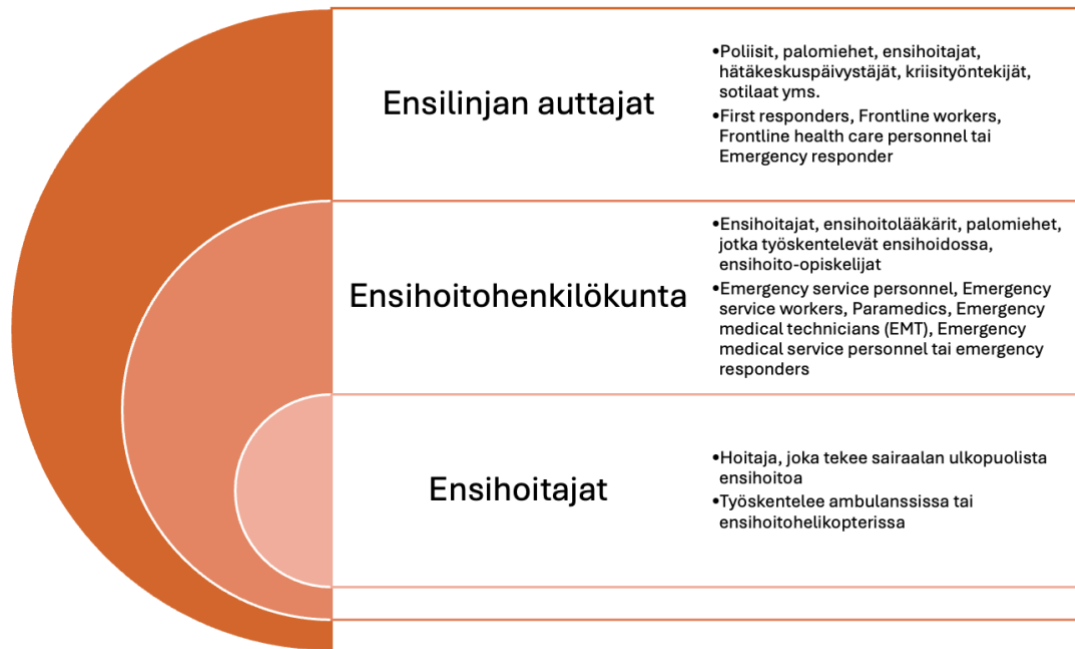 Ensilinjan auttajat
•Poliisit, palomiehet, ensihoitajat,
hätäkeskuspäivystäjät, kriisityöntekijät,
sotilaat yms.
•First responders, Frontline workers,
Frontline health care personnel tai
Emergency responder
Ensihoitohenkilökunta
•Ensihoitajat, ensihoitolääkärit, palomiehet,
jotka työskentelevät ensihoidossa,
ensihoito-opiskelijat
•Emergency service personnel, Emergency
service workers, Paramedics, Emergency
medical technicians (EMT), Emergency
medical service personnel tai emergency
responders
Ensihoitajat
•Hoitaja, joka tekee sairaalan ulkopuolista
ensihoitoa
•Työskentelee ambulanssissa tai
ensihoitohelikopterissa